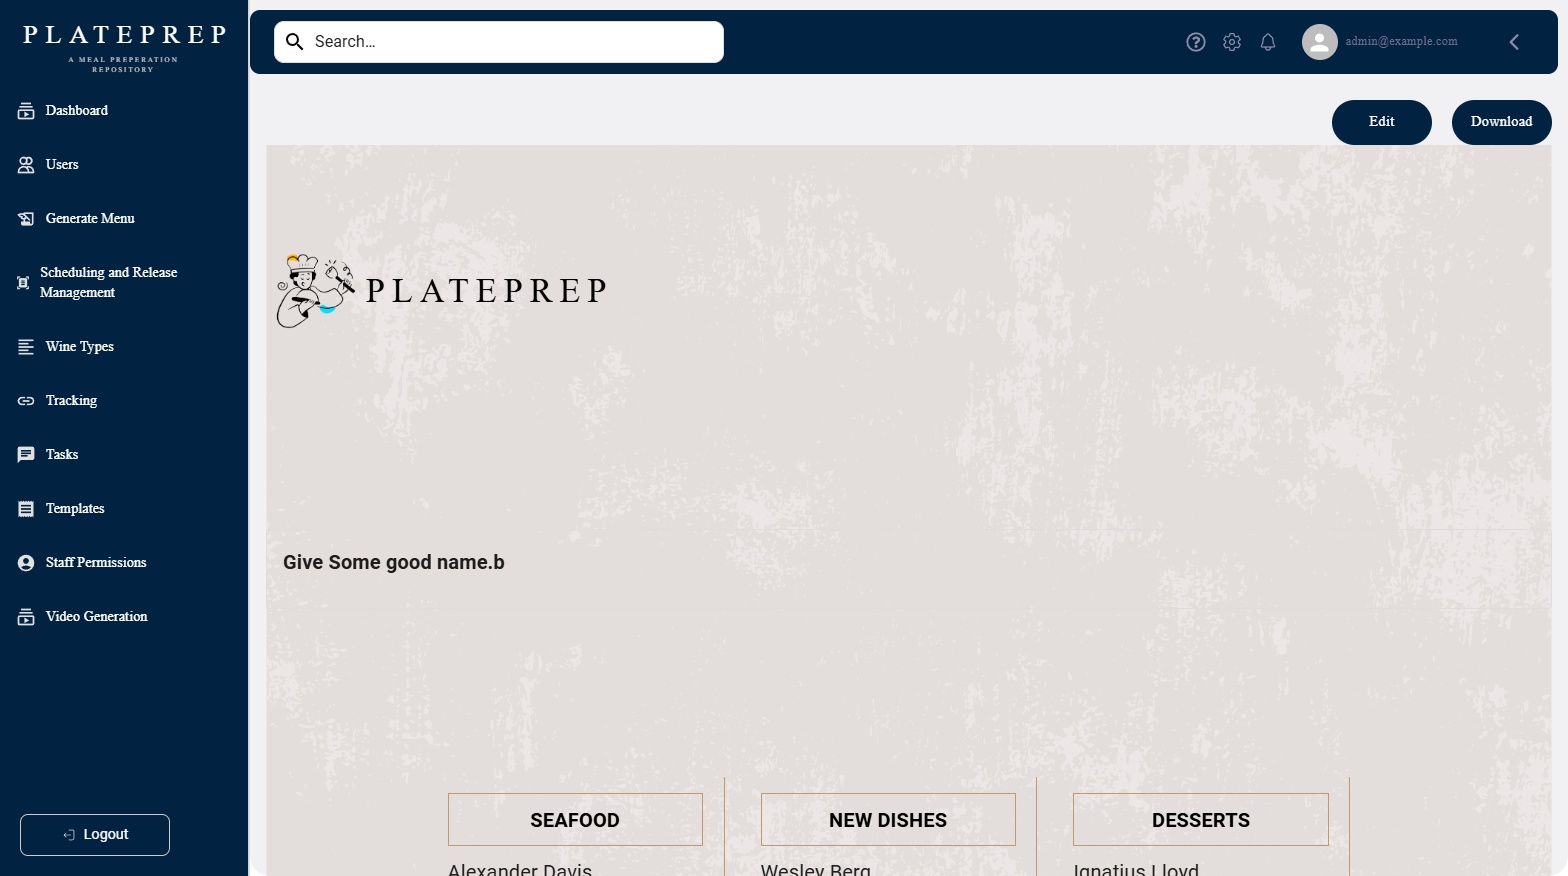 PLATEPREP
A MEAL PREPERATION
REPOSITORY
Dashboard
Users
Generate Menu
Scheduling and Release
Management
Wine Types
Tracking
Tasks
Templates
Staff Permissions
Video Generation
Logout
Search...
admin@example.com
Edit
Download
PLATEPREP
Give Some good name.b
SEAFOOD
NEW DISHES
DESSERTS
Alexander Davis
Wesley Berg
Ignatius Lloyd